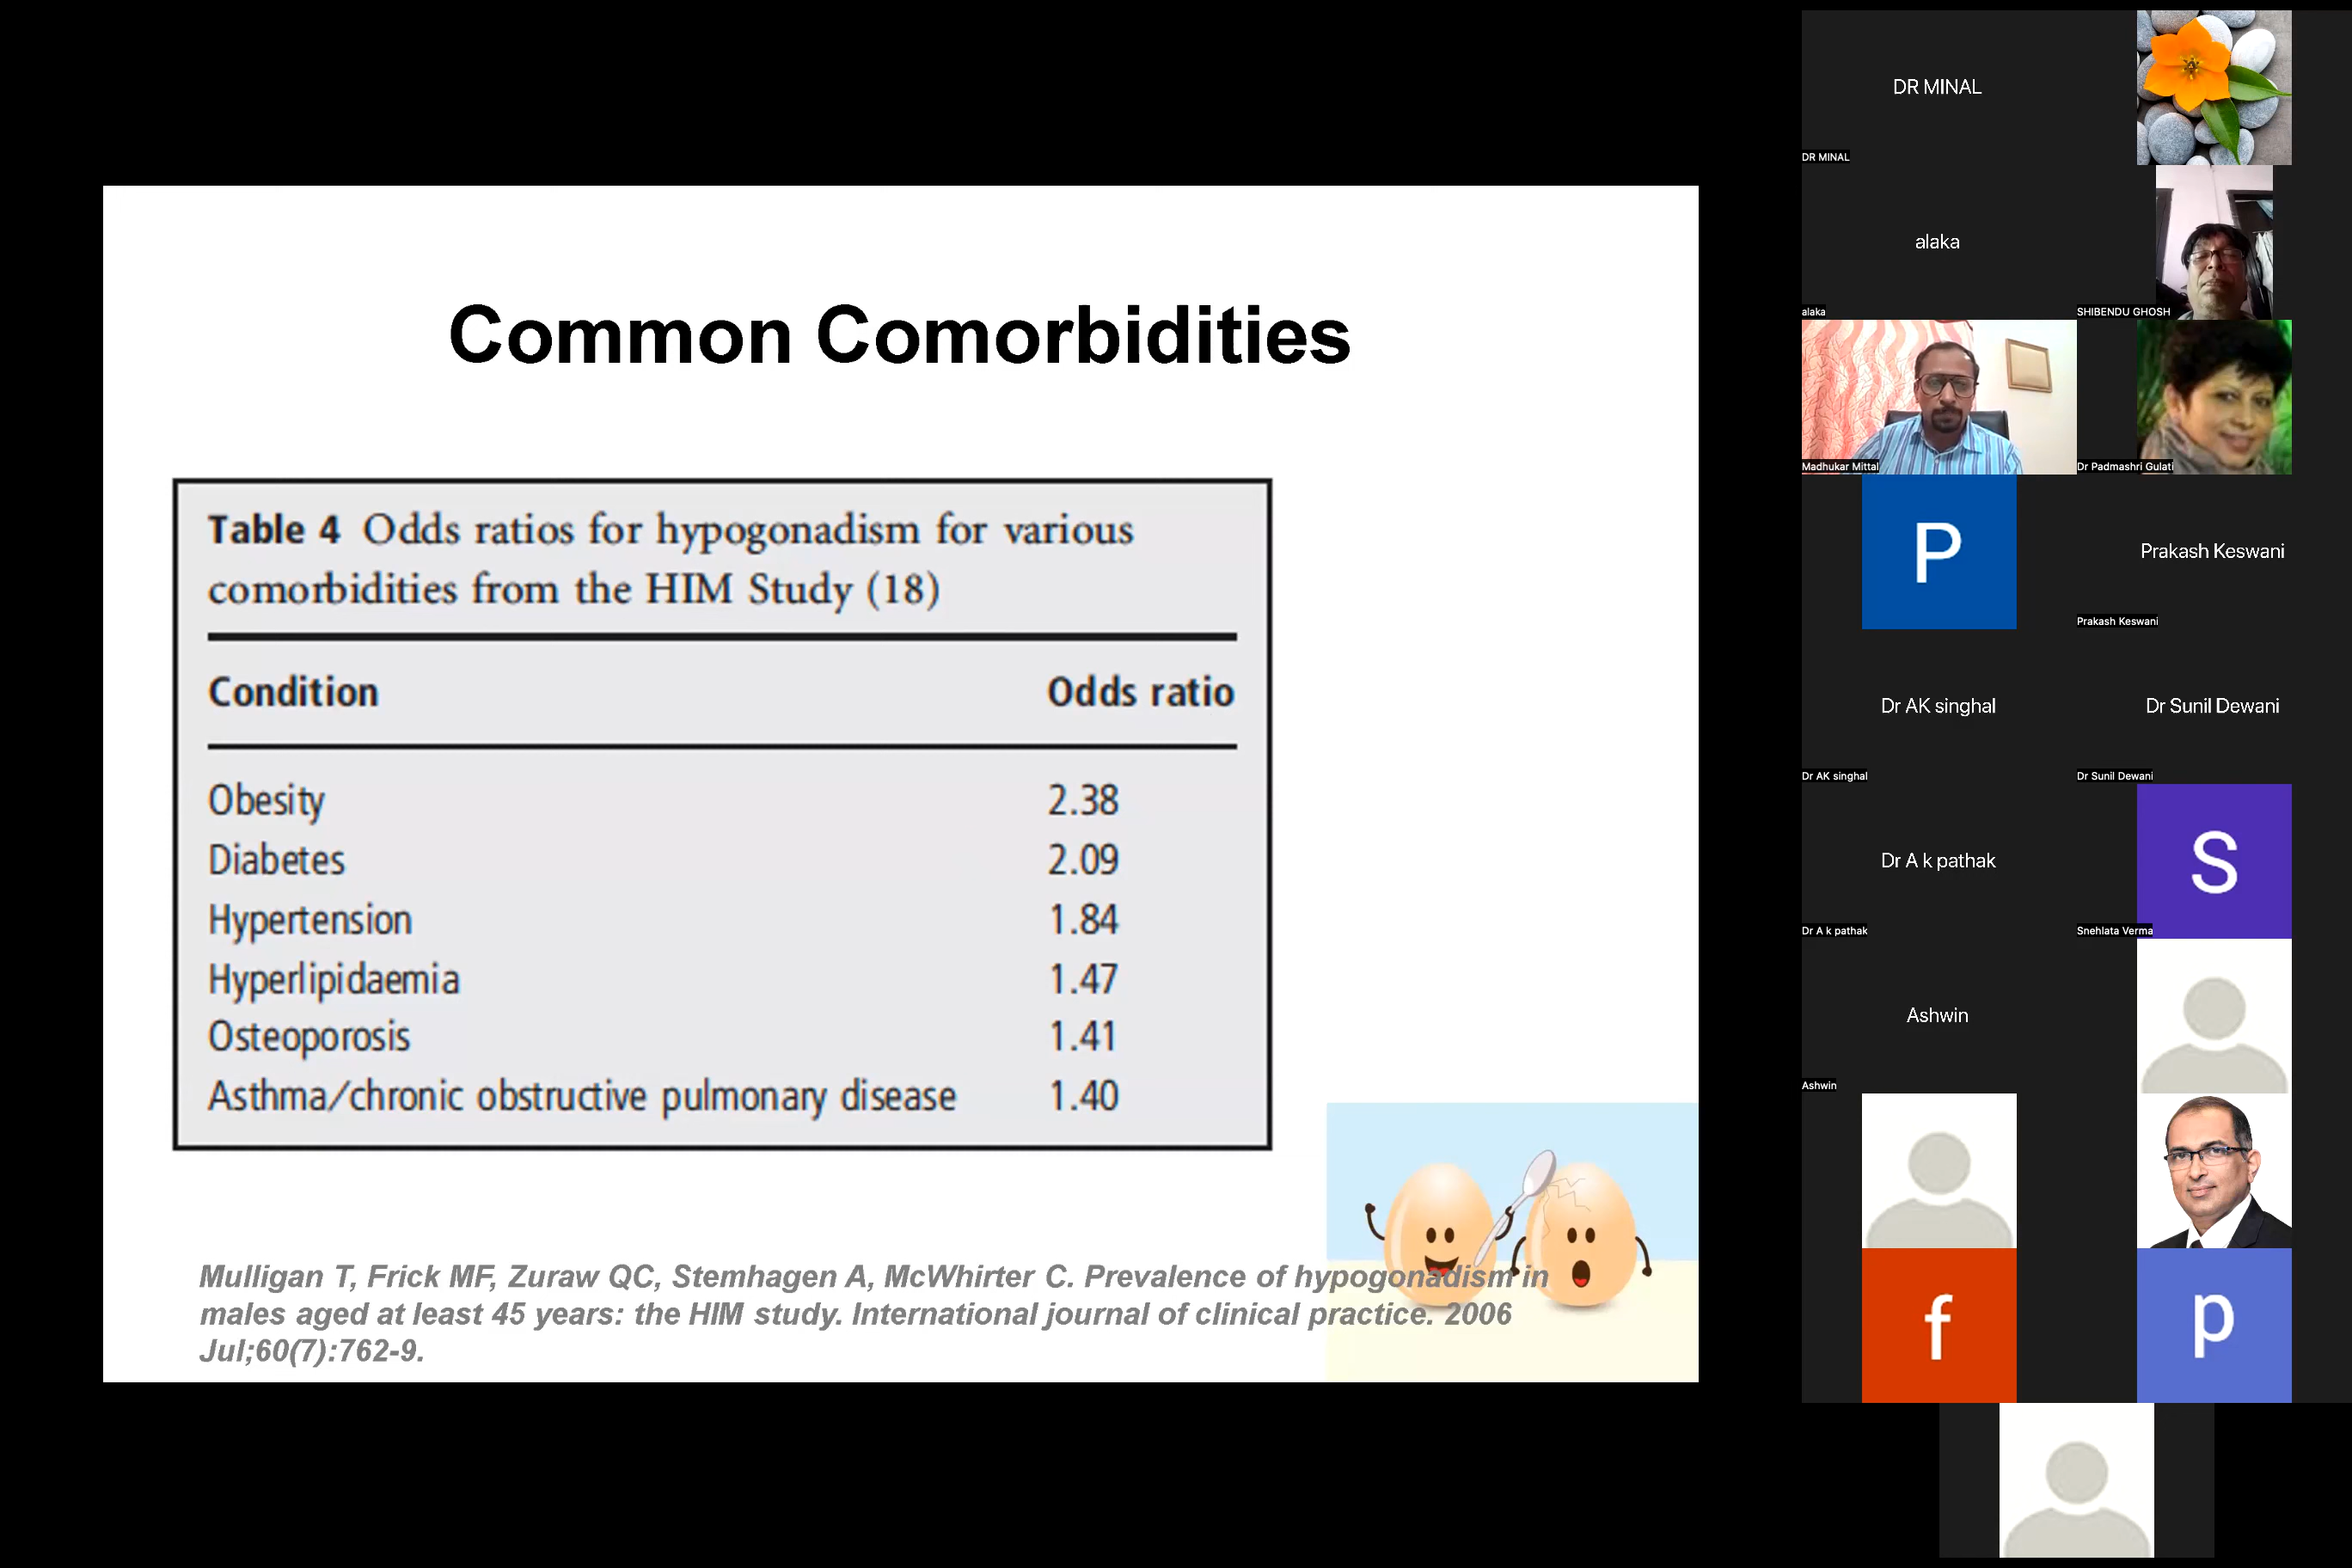 Common Comorbidities
Table 4 Odds ratios for hypogonadism for various
comorbidities from the HIM Study (18)
Condition Odds ratio
Obesity 2.38
Diabetes 2.09
Hypertension 1.84
Hyperlipidaemia 1.47
Osteoporosis 1.41
Asthma/chronic obstructive pulmonary disease 1.40
Mulligan T, Frick MF, Zuraw QC, Stemhagen A, McWhirter C. Prevalence of hypogonadism in
males aged at least 45 years: the HIM study. International journal of clinical practice. 2006
Jul;60(7):762-9.
DR MINAL
DR MINAL
alaka
alaka
SHIBENDU GHOSH
Madhukar Mittal
Dr Padmashri Gulati
P
Prakash Keswani
Prakash Keswani
Dr AK singhal
Dr AK singhal
Dr Sunil Dewani
Dr Sunil Dewani
Dr A k pathak
Dr A k pathak
S
Snehlata Verma
Ashwin
Ashwin
f
p